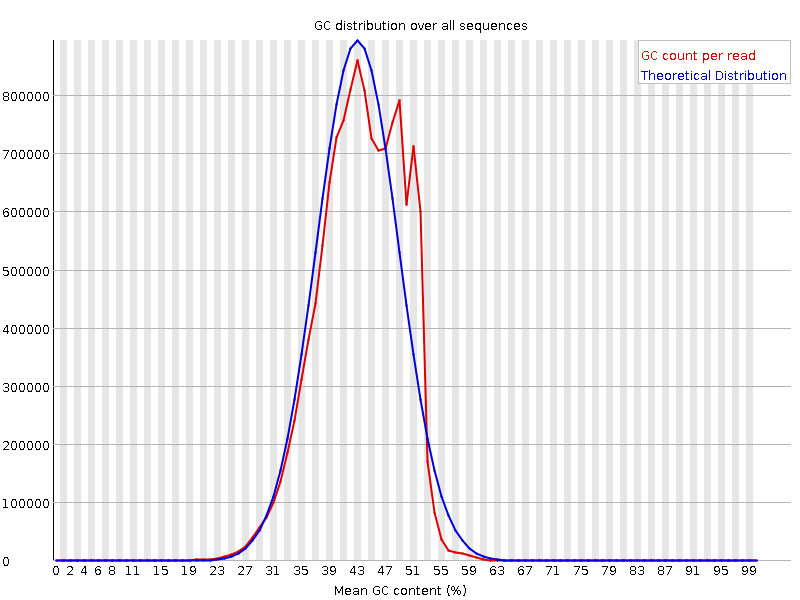 GC distribution over all sequences
GC count per read
Theoretical Distribution
800000
700000
600000
500000
400000
300000
200000
100000
0
0 2 4 6 8 11 15 19 23 27 31 35 39 43 47 51 55 59 63 67 71 75 79 83 87 91 95 99
Mean GC content (%)